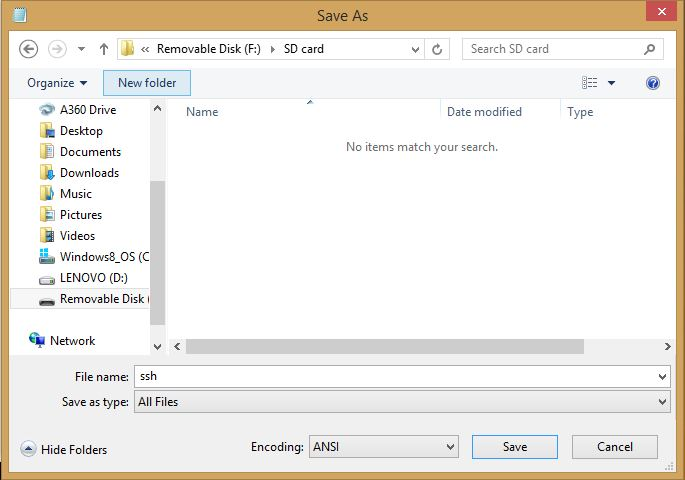 Save As
« Removable Disk (F:) SD card
Search SD card
Organize New folder
Name Date modified Type
No items match your search.
A360 Drive
Desktop
Documents
Downloads
Music
Pictures
Videos
Windows8_OS (C
LENOVO (D:)
Removable Disk (
Network
File name: ssh
Save as type: All Files
Hide Folders
Encoding: ANSI Save Cancel